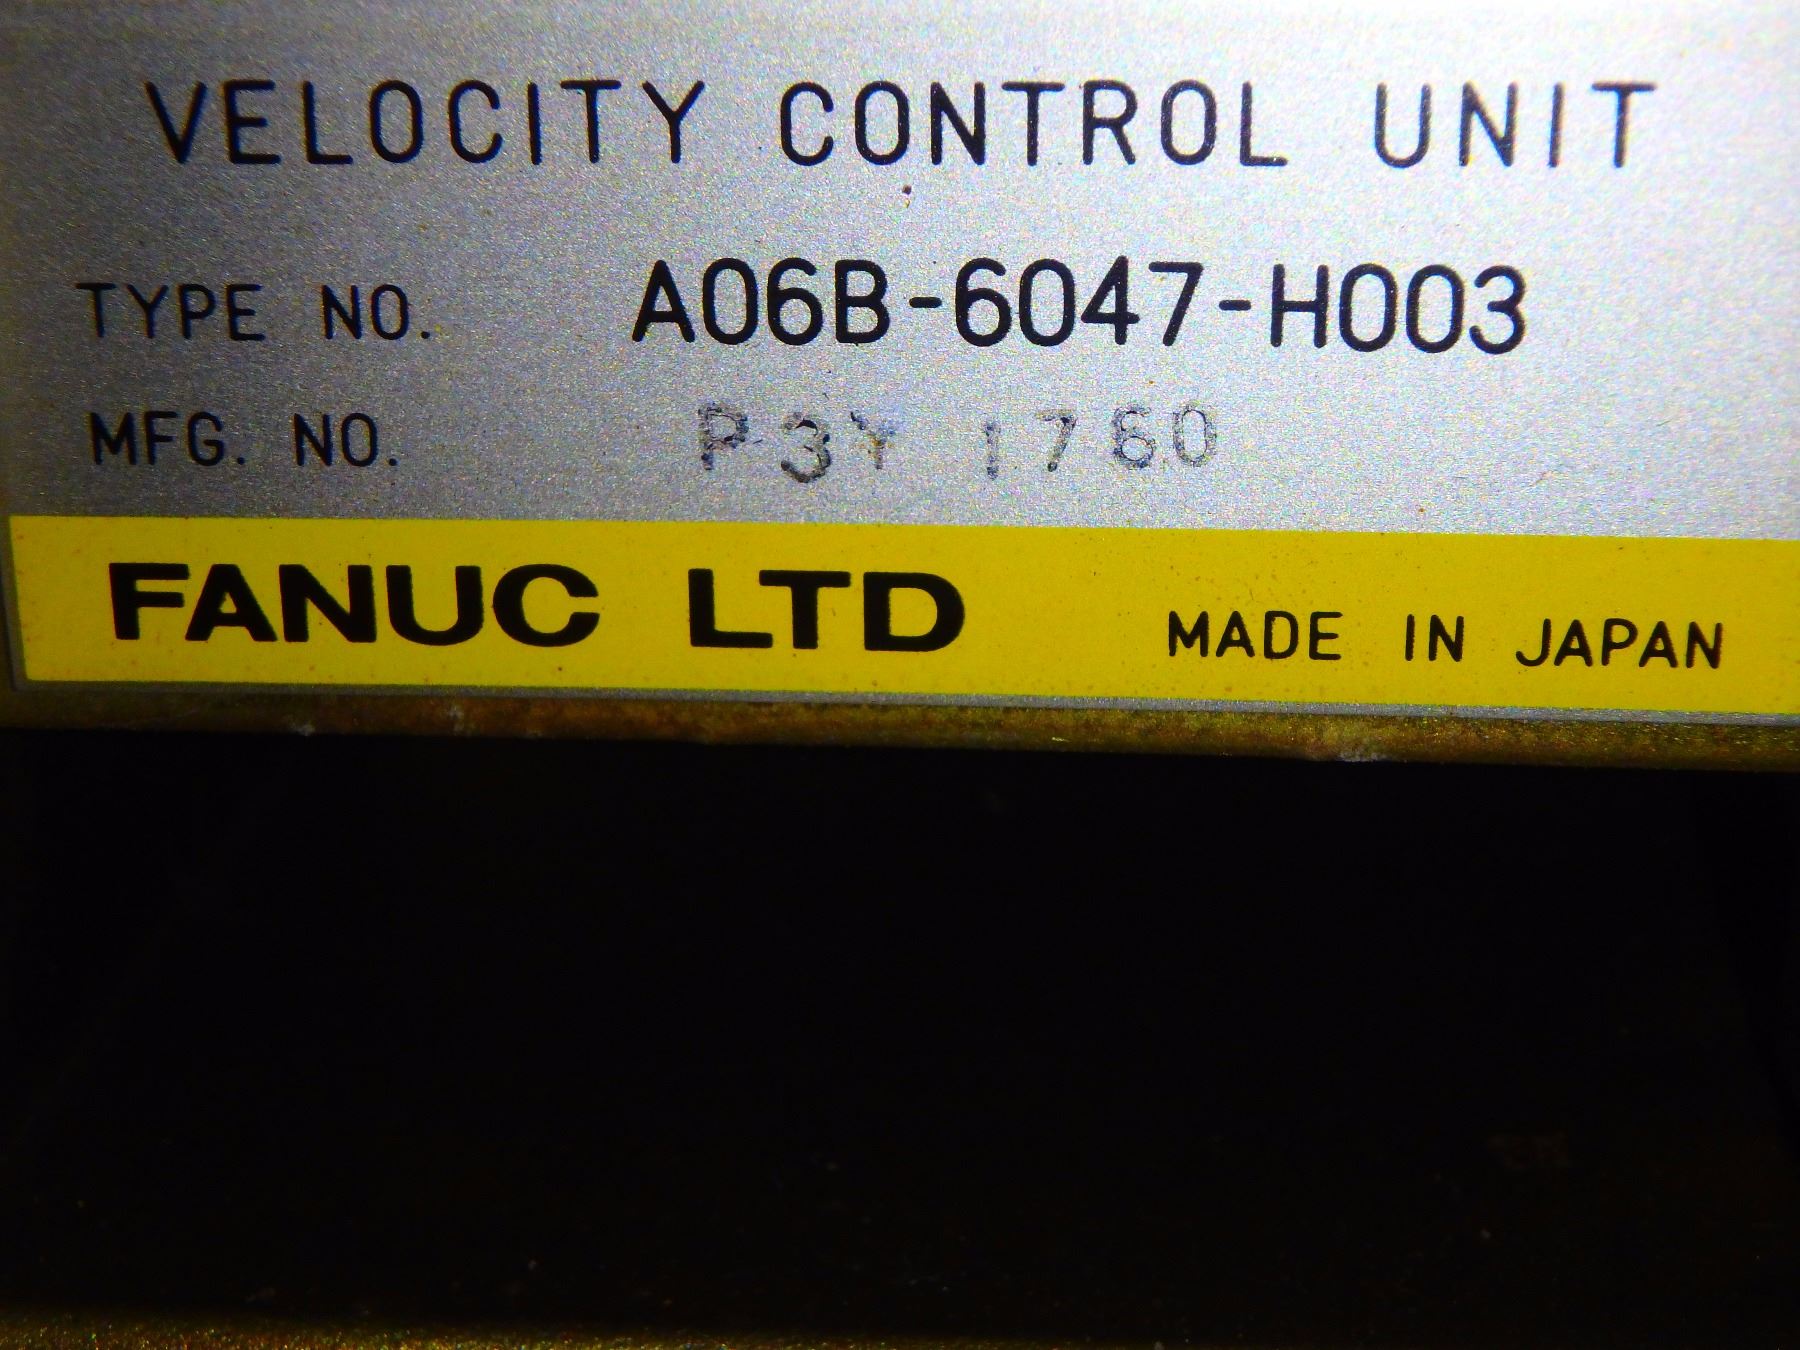 VELOCITY CONTROL UNIT
TYPE NO. A06B-6047-H003
MFG. NO. P3Y 1760
FANUC LTD MADE IN JAPAN